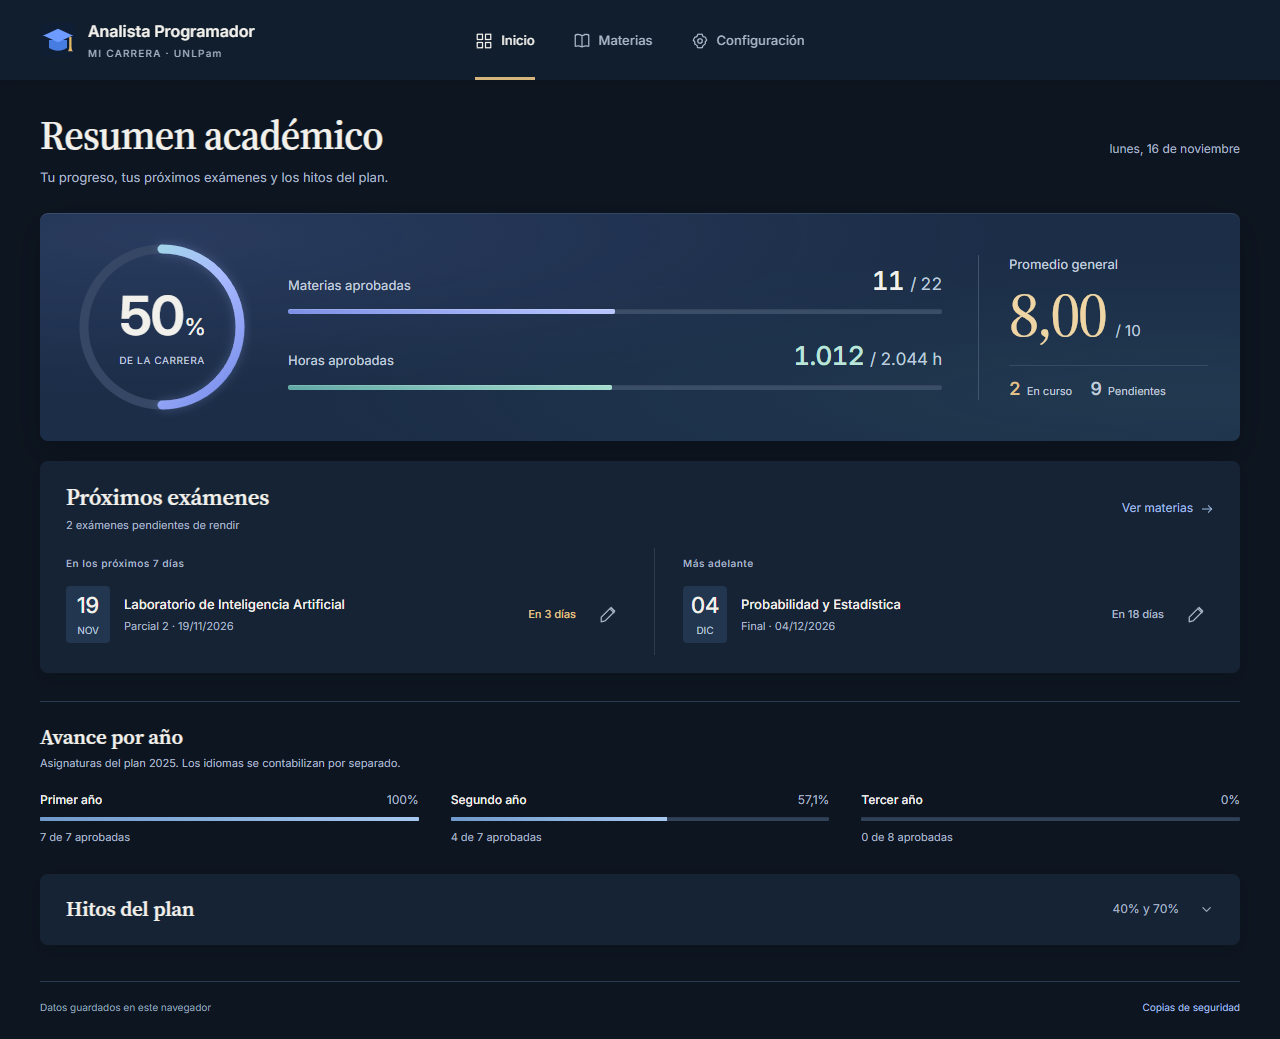 Analista Programador
MI CARRERA · UNLPam
Inicio
Materias
Configuración
Resumen académico
Tu progreso, tus próximos exámenes y los hitos del plan.
lunes, 16 de noviembre
50%
DE LA CARRERA
Materias aprobadas
11 / 22
Horas aprobadas
1.012 / 2.044 h
Promedio general
8,00 / 10
2 En curso
9 Pendientes
Próximos exámenes
2 exámenes pendientes de rendir
Ver materias →
En los próximos 7 días
19
NOV
Laboratorio de Inteligencia Artificial
Parcial 2 · 19/11/2026
En 3 días
Más adelante
04
DIC
Probabilidad y Estadística
Final · 04/12/2026
En 18 días
Avance por año
Asignaturas del plan 2025. Los idiomas se contabilizan por separado.
Primer año
100%
7 de 7 aprobadas
Segundo año
57,1%
4 de 7 aprobadas
Tercer año
0%
0 de 8 aprobadas
Hitos del plan
40% y 70%
Datos guardados en este navegador
Copias de seguridad